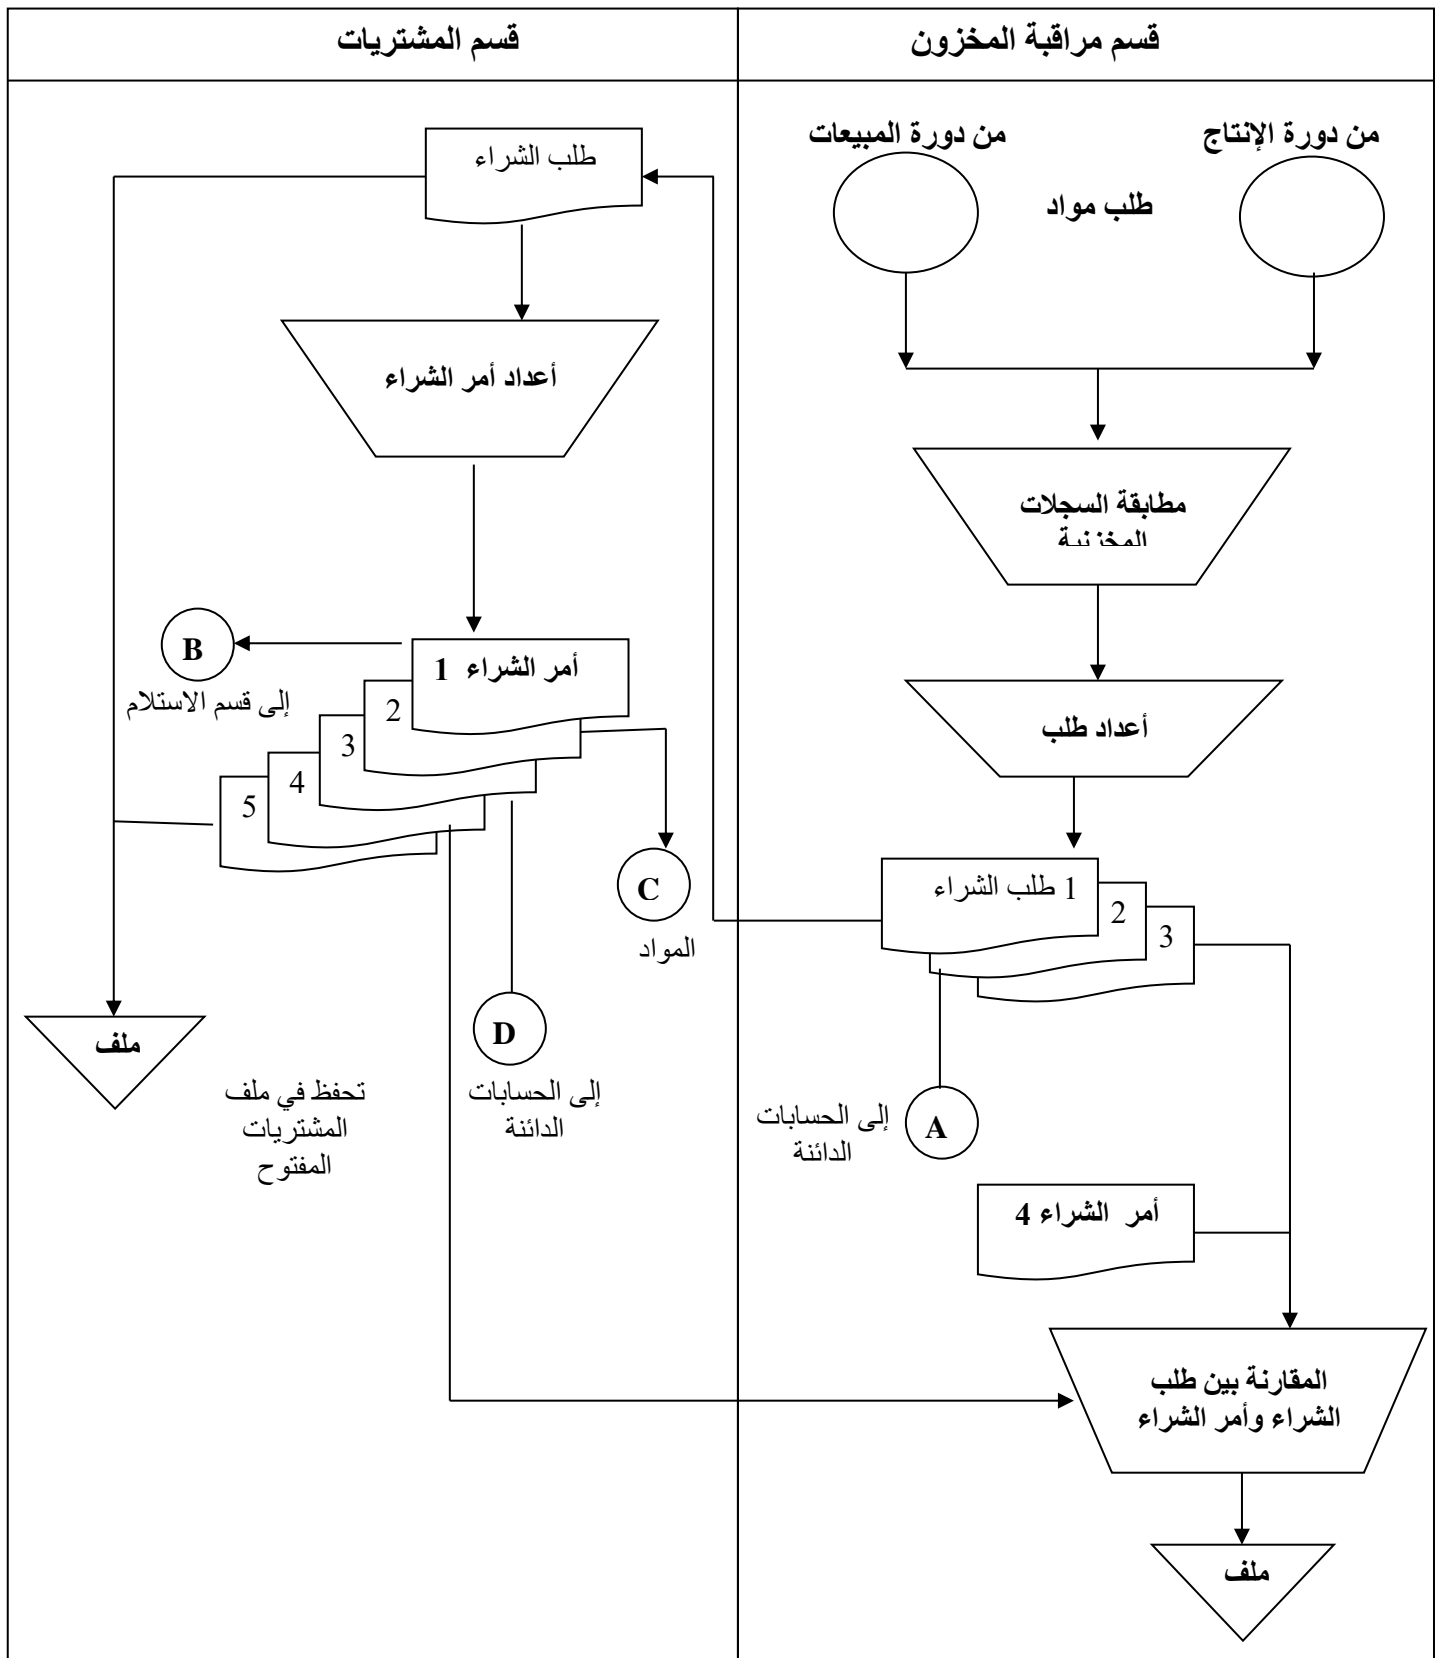 قسم مراقبة المخزون
قسم المشتريات
من دورة الإنتاج
من دورة المبيعات
طلب مواد
مطابقة السجلات
المخزنية
أعداد طلب
1 طلب الشراء
2
3
A
إلى الحسابات
الدائنة
أمر الشراء 4
المقارنة بين طلب
الشراء وأمر الشراء
ملف
طلب الشراء
أعداد أمر الشراء
أمر الشراء 1
2
3
4
5
B
إلى قسم الاستلام
C
المواد
D
إلى الحسابات
الدائنة
ملف
تحفظ في ملف
المشتريات
المفتوح